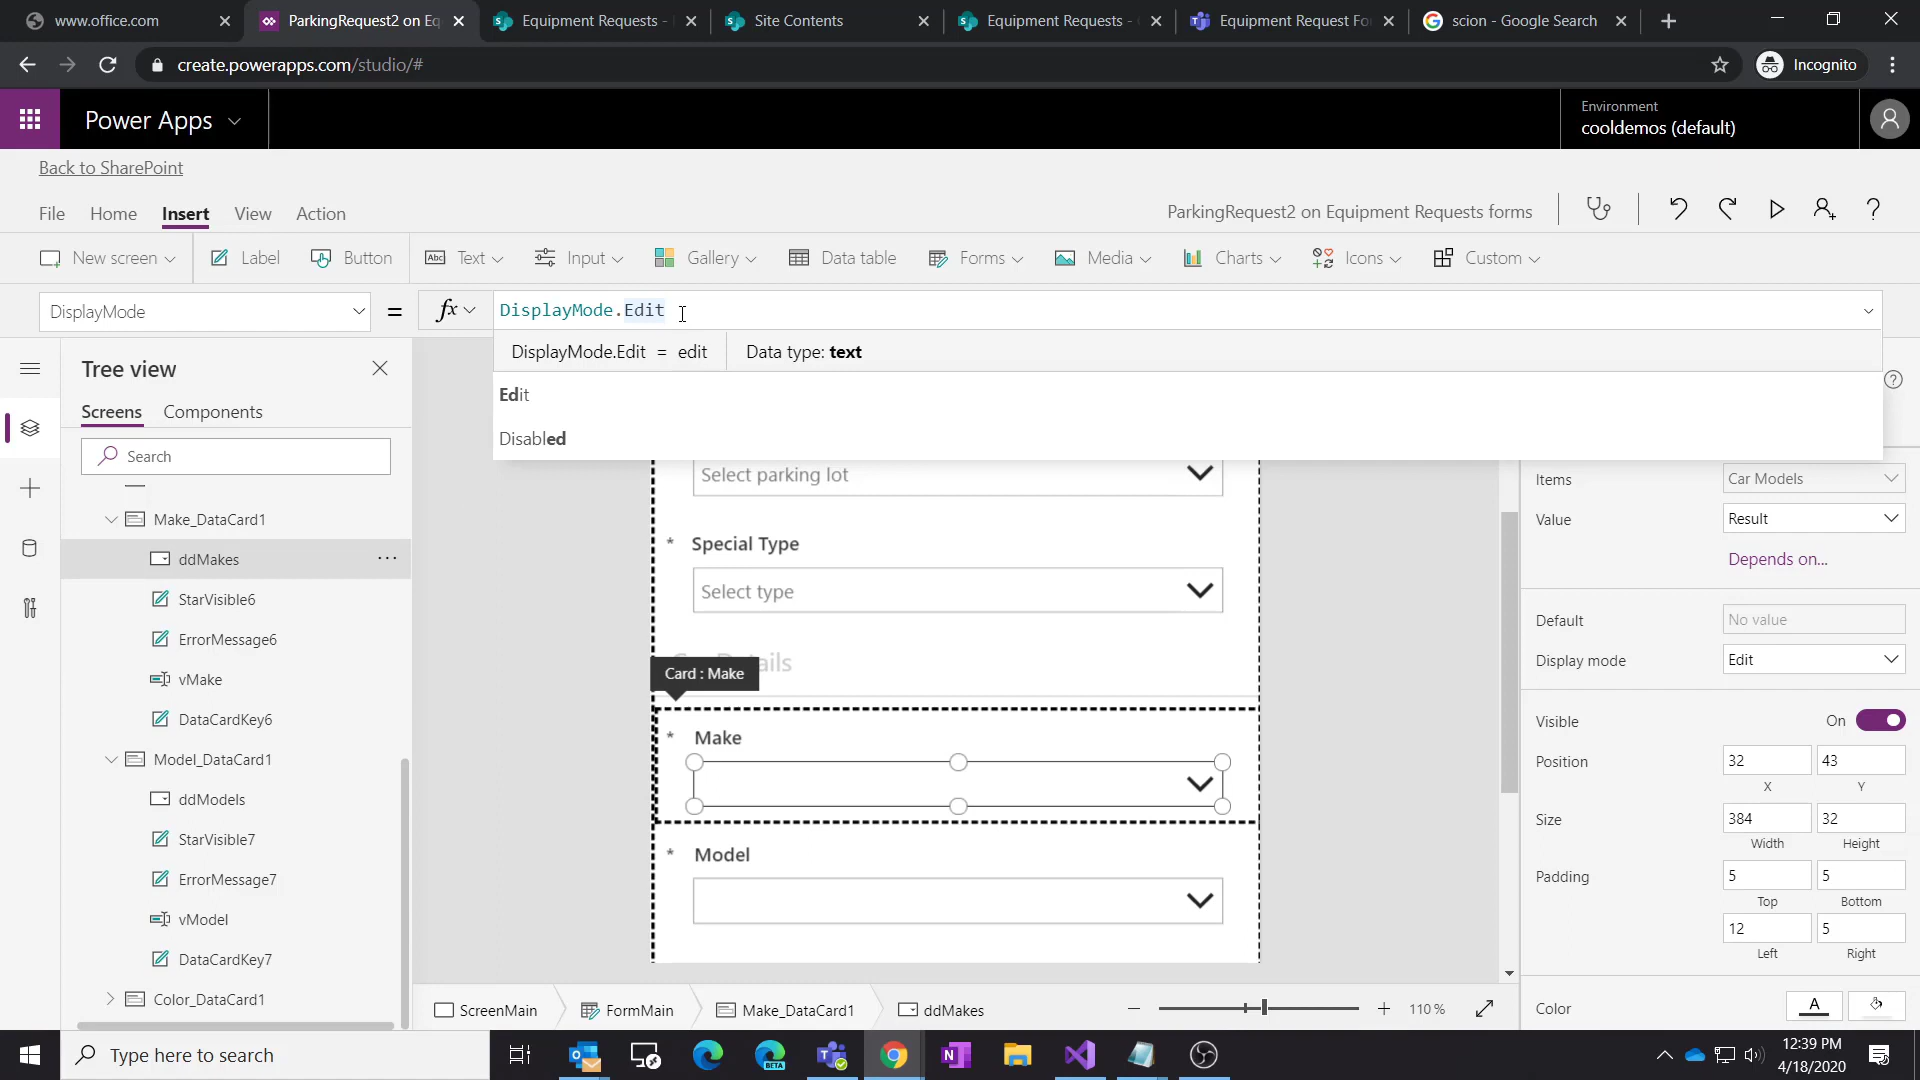 www.office.com
ParkingRequest2 on Eq
Equipment Requests -
Site Contents
Equipment Requests -
Equipment Request Fo
scion - Google Search
create.powerapps.com/studio/#
Incognito
Power Apps
Environment
cooldemos (default)
Back to SharePoint
File
Home
Insert
View
Action
ParkingRequest2 on Equipment Requests forms
New screen
Label
Button
Abc
Text
Input
Gallery
Data table
Forms
Media
Charts
Icons
Custom
DisplayMode
=
fx
DisplayMode.Edit
DisplayMode.Edit = edit
Data type: text
Edit
Disabled
Tree view
Screens
Components
Search
Make_DataCard1
ddMakes
StarVisible6
ErrorMessage6
vMake
DataCardKey6
Model_DataCard1
ddModels
StarVisible7
ErrorMessage7
vModel
DataCardKey7
Color_DataCard1
Select parking lot
* Special Type
Select type
Card : Make
* Make
* Model
Items
Car Models
Value
Result
Depends on...
Default
No value
Display mode
Edit
Visible
On
Position
32
43
X
Y
Size
384
32
Width
Height
Padding
5
5
Top
Bottom
12
5
Left
Right
Color
A
ScreenMain
FormMain
Make_DataCard1
ddMakes
110 %
Type here to search
BETA
12:39 PM
4/18/2020